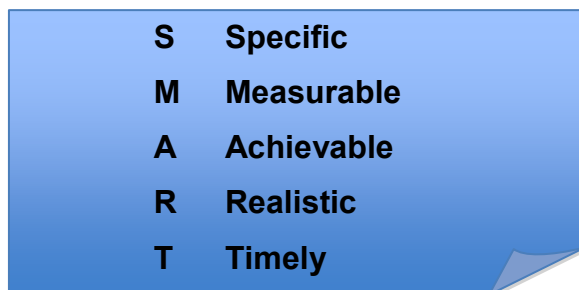 S Specific
M Measurable
A Achievable
R Realistic
T Timely